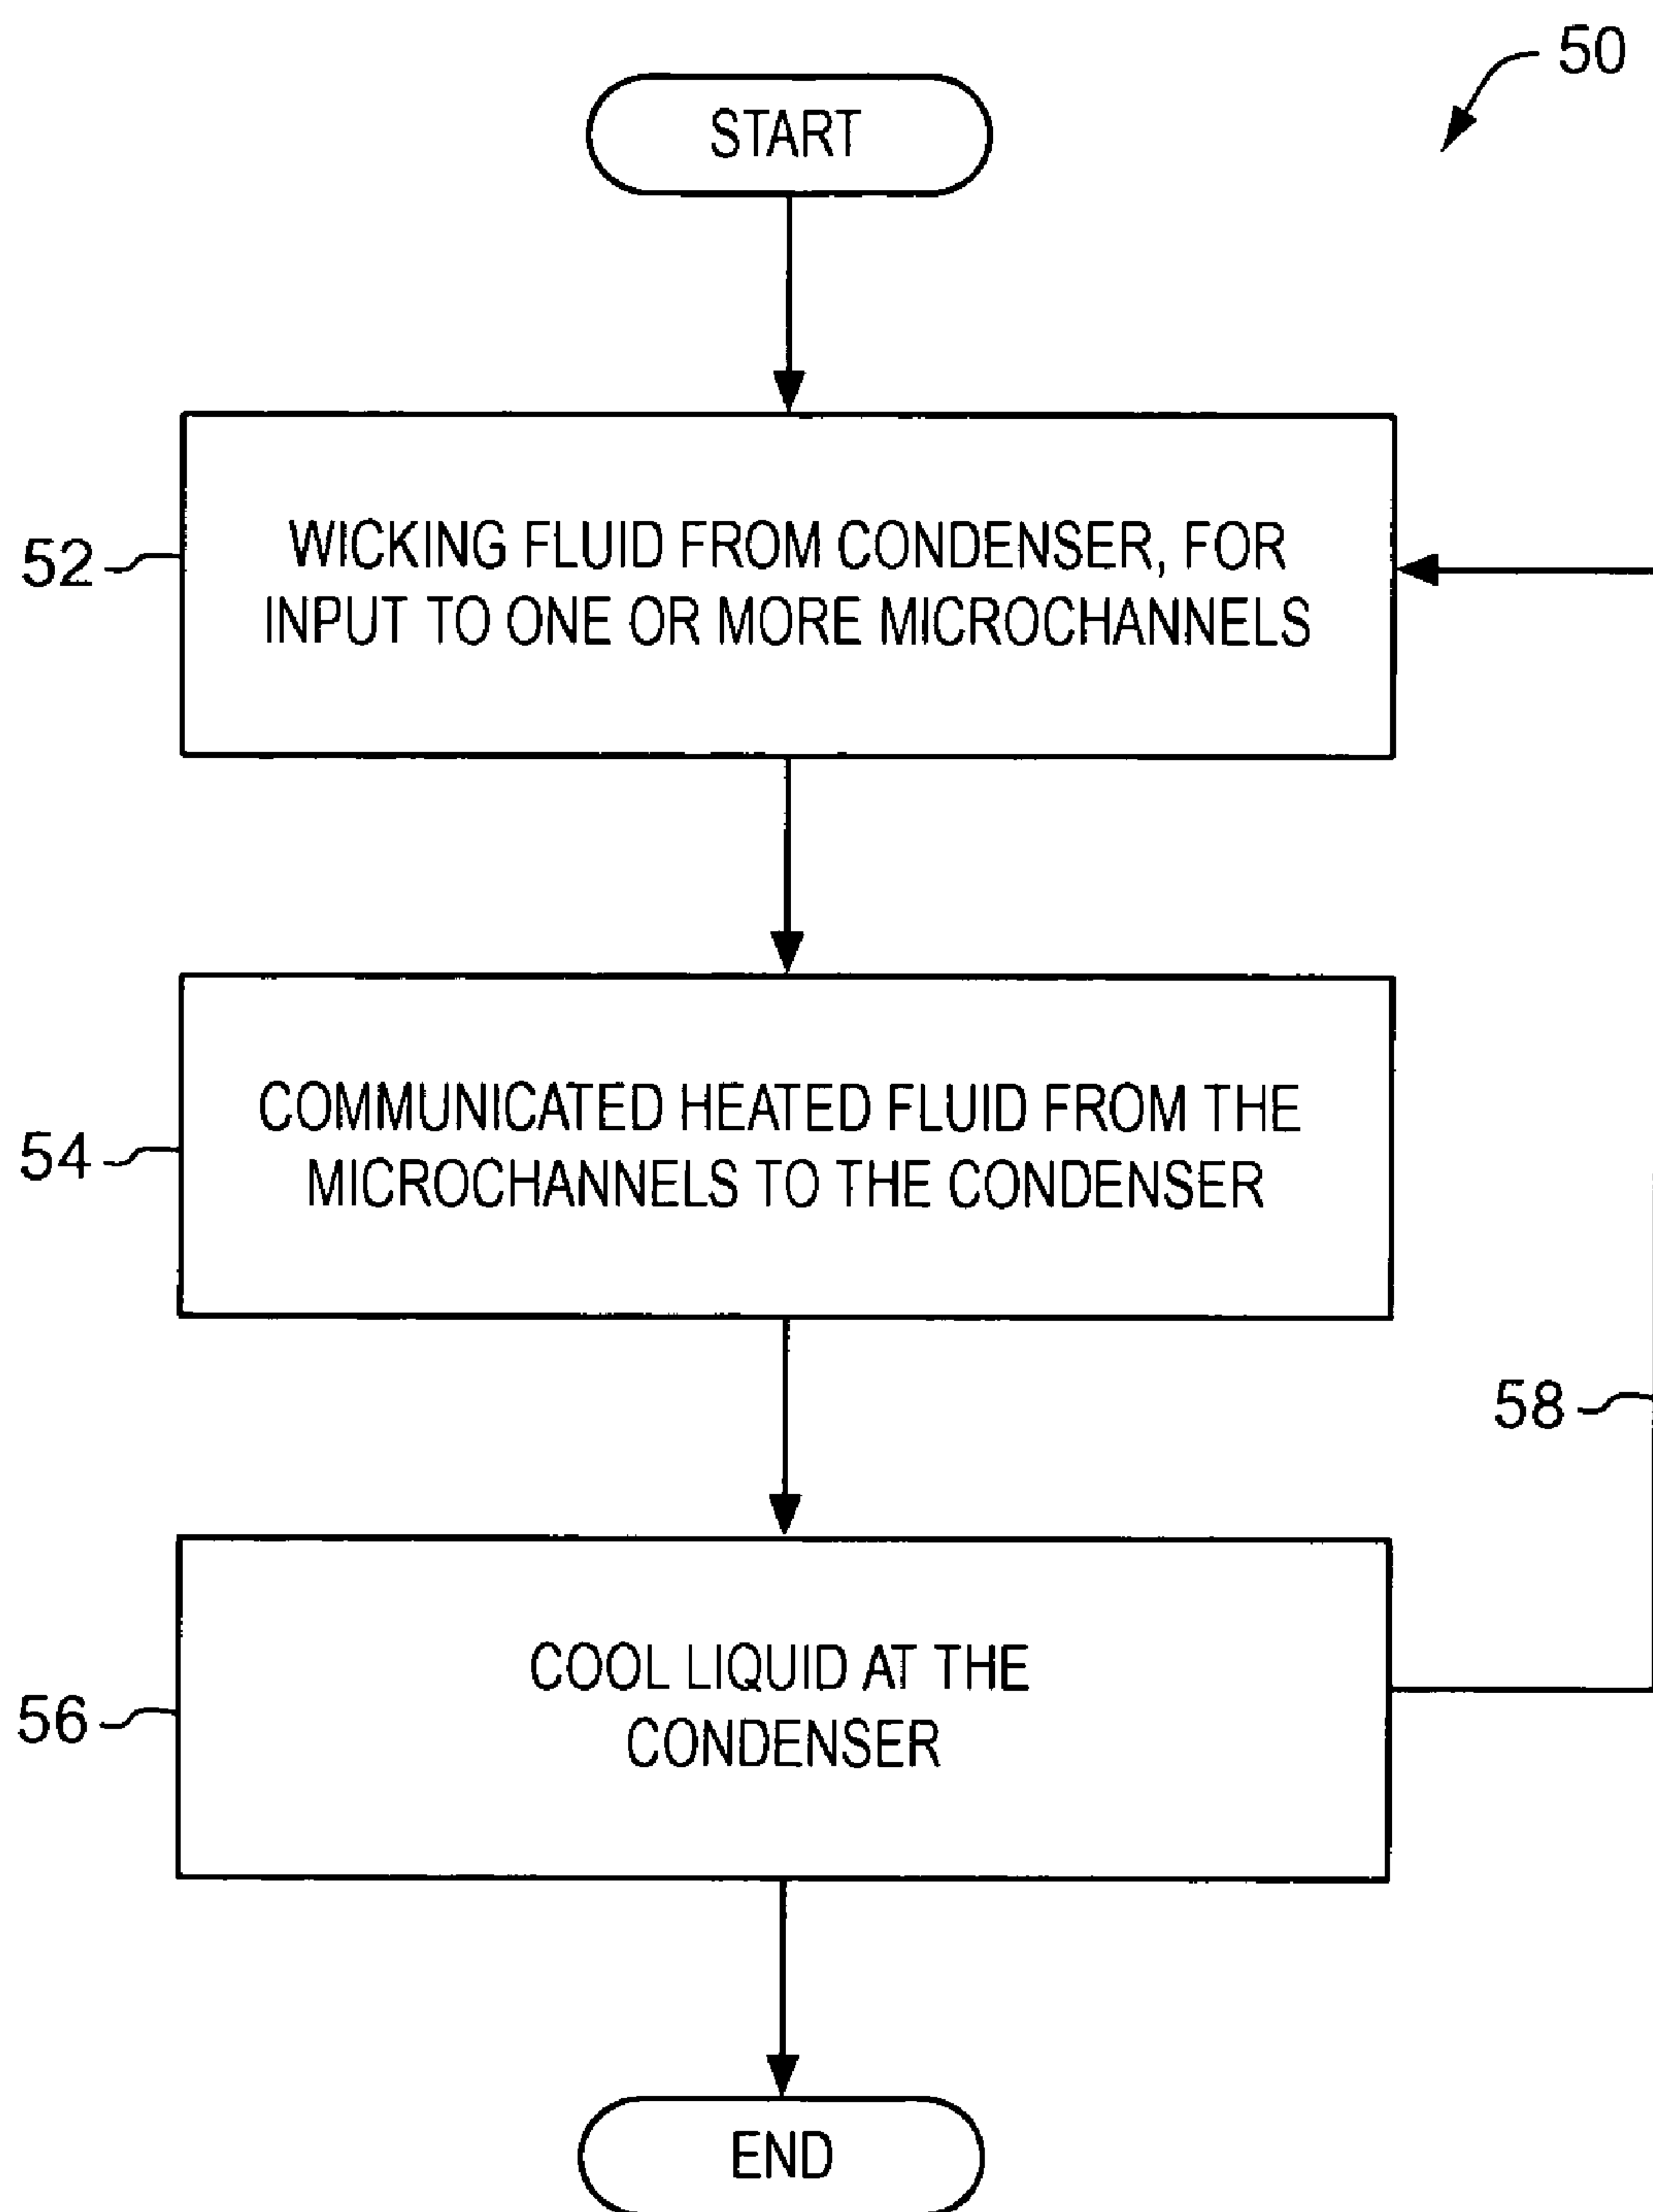 50
START
52
WICKING FLUID FROM CONDENSER, FOR
INPUT TO ONE OR MORE MICROCHANNELS
54
COMMUNICATED HEATED FLUID FROM THE
MICROCHANNELS TO THE CONDENSER
58
56
COOL LIQUID AT THE
CONDENSER
END